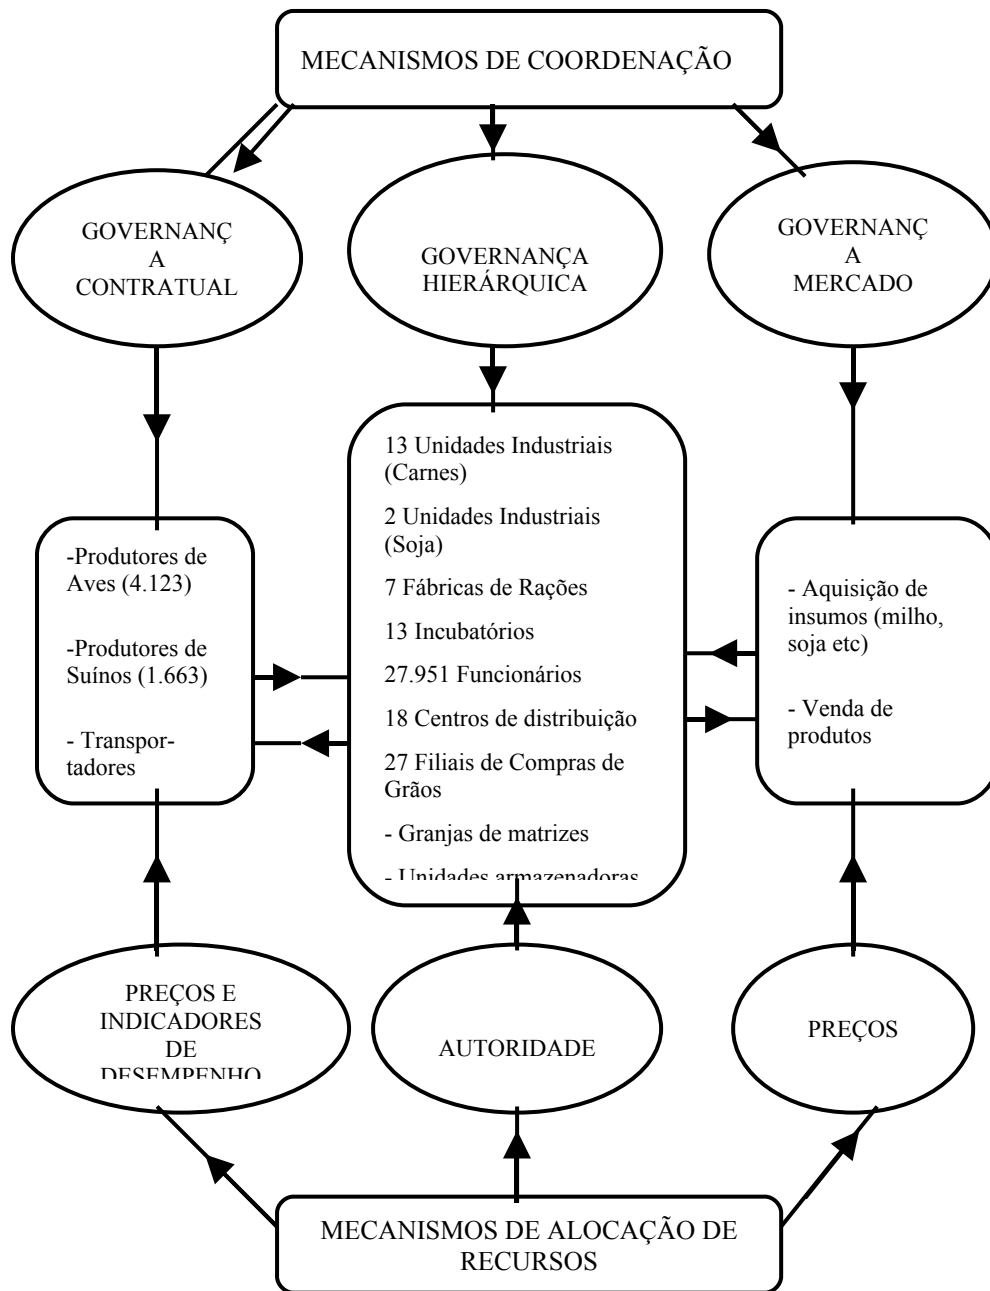 MECANISMOS DE COORDENAÇÃO
GOVERNANÇ
A
CONTRATUAL
GOVERNANÇA
HIERÁRQUICA
GOVERNANÇ
A
MERCADO
-Produtores de
Aves (4.123)
-Produtores de
Suínos (1.663)
- Transpor-
tadores
13 Unidades Industriais
(Carnes)
2 Unidades Industriais
(Soja)
7 Fábricas de Rações
13 Incubatórios
27.951 Funcionários
18 Centros de distribuição
27 Filiais de Compras de
Grãos
- Granjas de matrizes
- Unidades armazenadoras
- Aquisição de
insumos (milho,
soja etc)
- Venda de
produtos
PREÇOS E
INDICADORES
DE
DESEMPENHO
AUTORIDADE
PREÇOS
MECANISMOS DE ALOCAÇÃO DE
RECURSOS